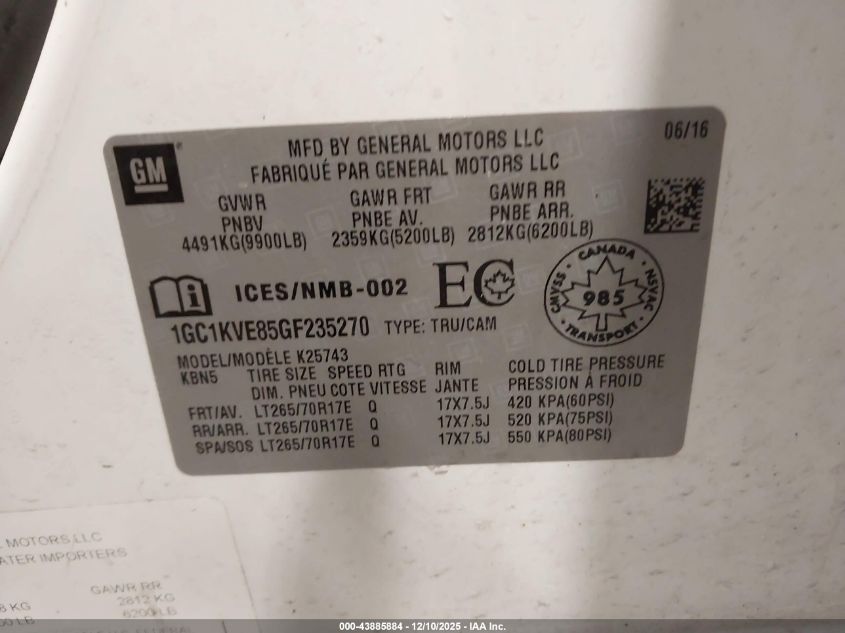 GM
MFD BY GENERAL MOTORS LLC
06/16
FABRIQUÉ PAR GENERAL MOTORS LLC
GVWR GAWR FRT GAWR RR
PNBV PNBE AV. PNBE ARR.
4491KG(9900LB) 2359KG(5200LB) 2812KG(6200LB)
i ICES/NMB-002 EC
CANADA
CMVSS 985 NSVAC
TRANSPORT
1GC1KVE85GF235270 TYPE: TRU/CAM
MODEL/MODÈLE K25743
KBN5 TIRE SIZE SPEED RTG RIM COLD TIRE PRESSURE
DIM. PNEU COTE VITESSE JANTE PRESSION À FROID
FRT/AV. LT265/70R17E Q 17X7.5J 420 KPA(60PSI)
RR/ARR. LT265/70R17E Q 17X7.5J 520 KPA(75PSI)
SPA/SOS LT265/70R17E Q 17X7.5J 550 KPA(80PSI)
MOTORS,LLC
ATER IMPORTERS
GAWR RR
8 KG 2812 KG
00 LB 6200 LB
000-43885884 - 12/10/2025 - IAA Inc.